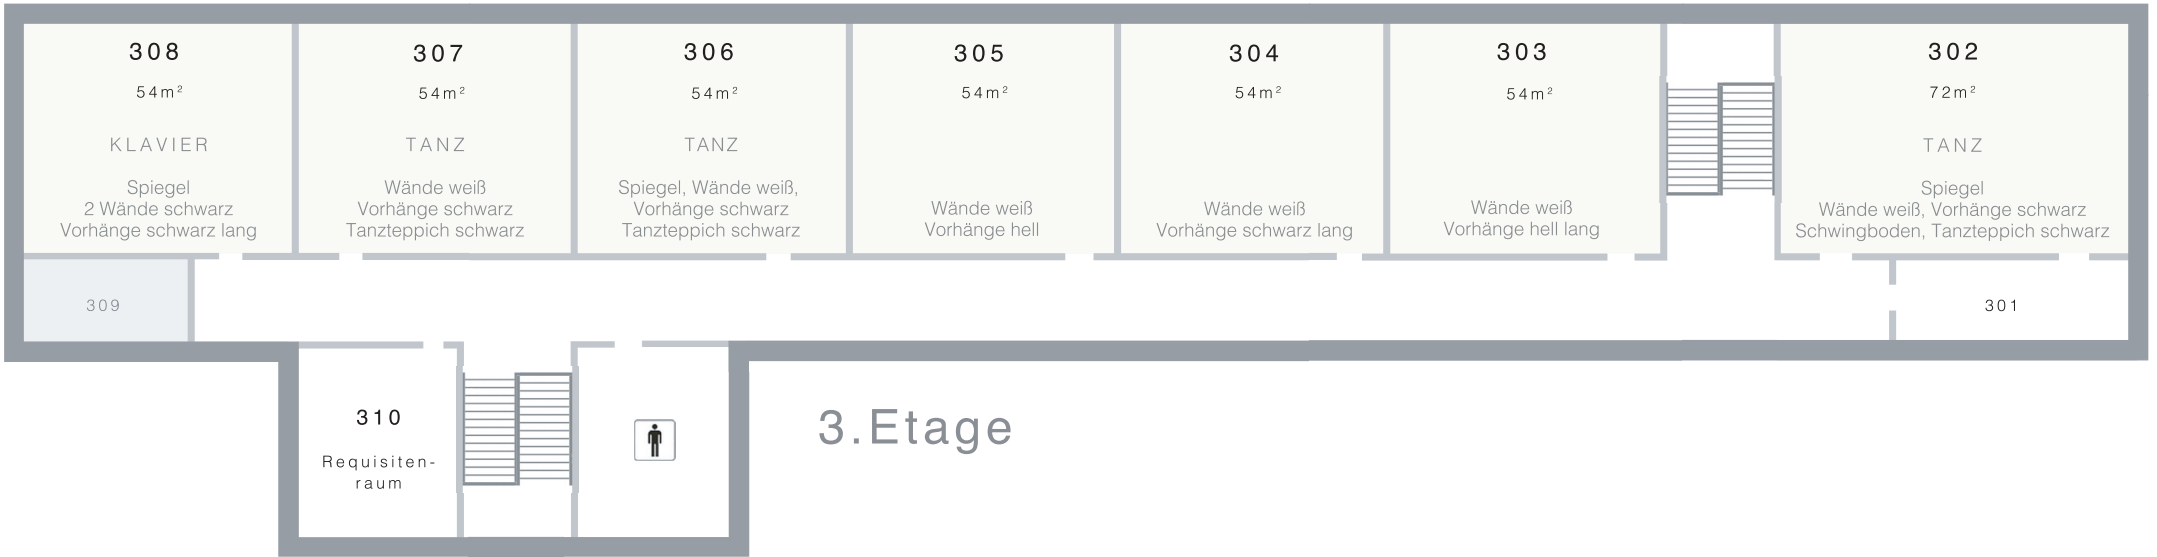 308
54m²
KLAVIER
Spiegel
2 Wände schwarz
Vorhänge schwarz lang
307
54m²
TANZ
Wände weiß
Vorhänge schwarz
Tanzteppich schwarz
306
54m²
TANZ
Spiegel, Wände weiß,
Vorhänge schwarz
Tanzteppich schwarz
305
54m²
Wände weiß
Vorhänge hell
304
54m²
Wände weiß
Vorhänge schwarz lang
303
54m²
Wände weiß
Vorhänge hell lang
302
72m²
TANZ
Spiegel
Wände weiß, Vorhänge schwarz
Schwingboden, Tanzteppich schwarz
309
301
310
Requisiten-
raum
3.Etage